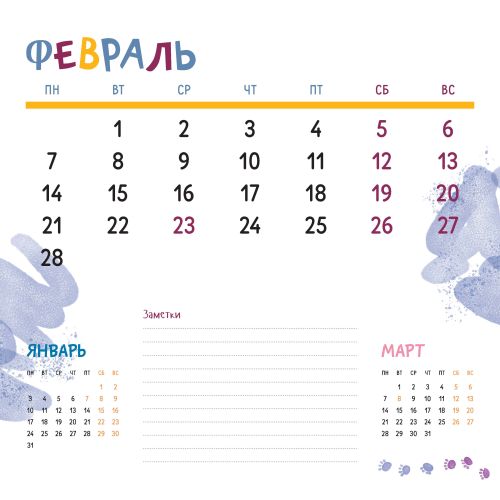 ФЕВРАЛЬ
ПН ВТ СР ЧТ ПТ СБ ВС
1 2 3 4 5 6
7 8 9 10 11 12 13
14 15 16 17 18 19 20
21 22 23 24 25 26 27
28
Заметки
ЯНВАРЬ
ПН ВТ СР ЧТ ПТ СБ ВС
1 2
3 4 5 6 7 8 9
10 11 12 13 14 15 16
17 18 19 20 21 22 23
24 25 26 27 28 29 30
31
МАРТ
ПН ВТ СР ЧТ ПТ СБ ВС
1 2 3 4 5 6
7 8 9 10 11 12 13
14 15 16 17 18 19 20
21 22 23 24 25 26 27
28 29 30 31